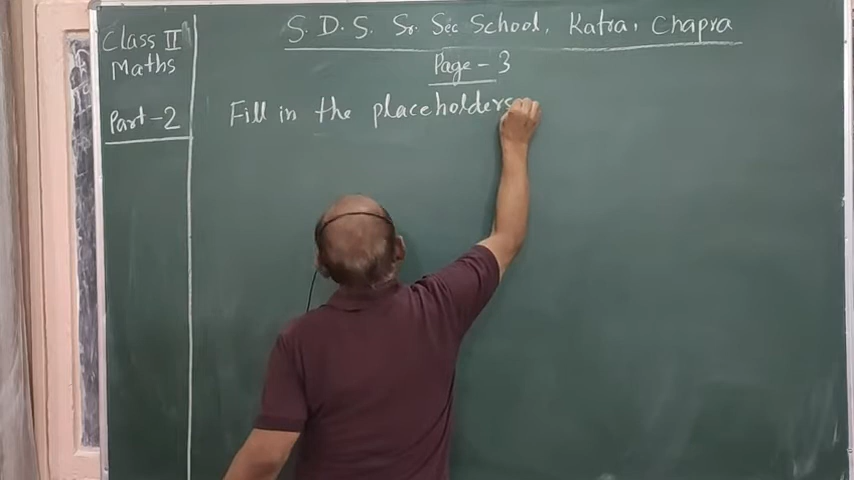 Class II
Maths
Part-2
S. D. S. Sr. Sec School, Katra, Chapra
Page - 3
Fill in the placeholders